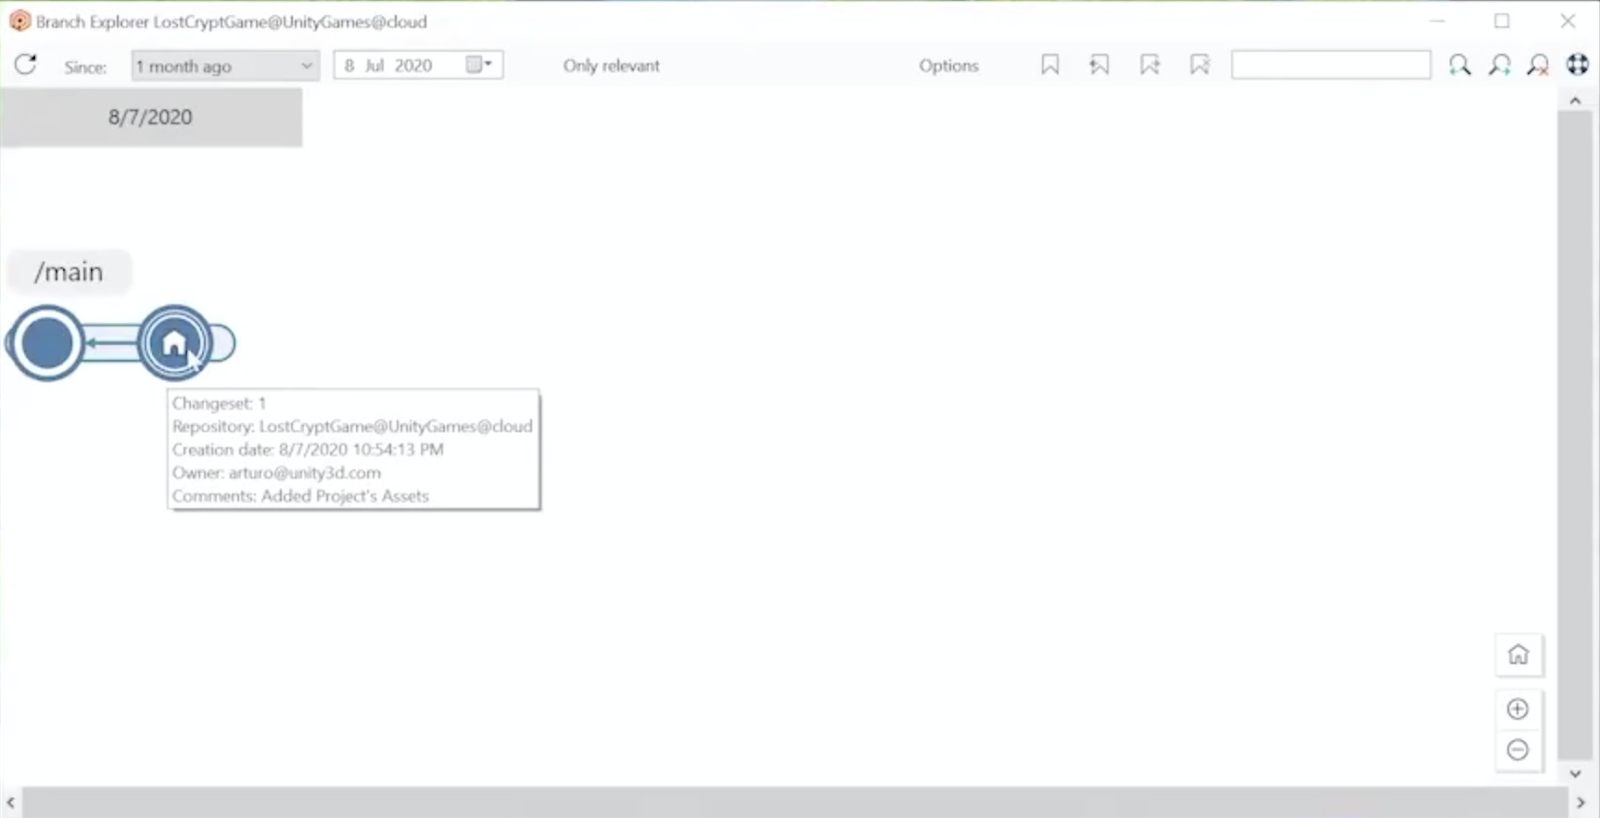 Branch Explorer LostCryptGame@UnityGames@cloud
Since: 1 month ago 8 Jul 2020 Only relevant Options
8/7/2020
/main
Changeset: 1
Repository: LostCryptGame@UnityGames@cloud
Creation date: 8/7/2020 10:54:13 PM
Owner: arturo@unity3d.com
Comments: Added Project's Assets